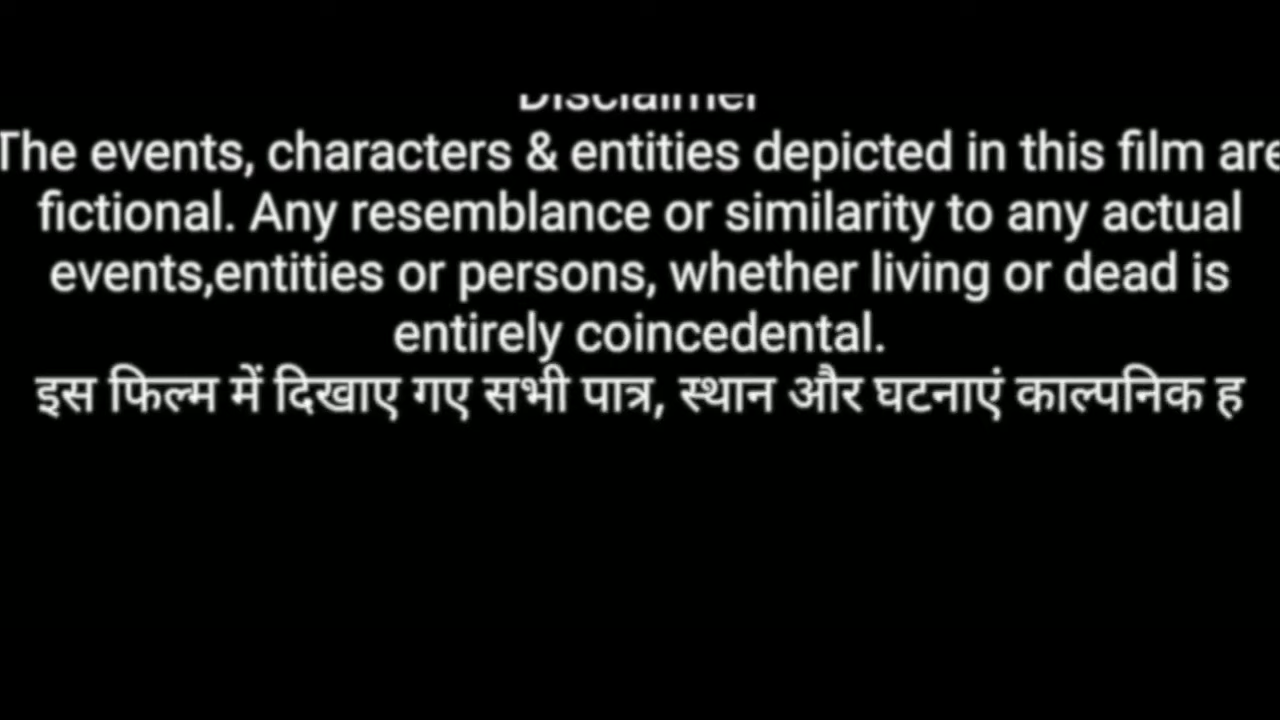 Disclaimer
The events, characters & entities depicted in this film are
fictional. Any resemblance or similarity to any actual
events,entities or persons, whether living or dead is
entirely coincedental.
इस फिल्म में दिखाए गए सभी पात्र, स्थान और घटनाएं काल्पनिक ह